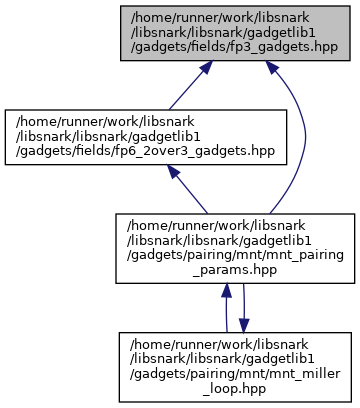 /home/runner/work/libsnark
/libsnark/libsnark/gadgetlib1
/gadgets/fields/fp3_gadgets.hpp
/home/runner/work/libsnark
/libsnark/libsnark/gadgetlib1
/gadgets/fields/fp6_2over3_gadgets.hpp
/home/runner/work/libsnark
/libsnark/libsnark/gadgetlib1
/gadgets/pairing/mnt/mnt_pairing
_params.hpp
/home/runner/work/libsnark
/libsnark/libsnark/gadgetlib1
/gadgets/pairing/mnt/mnt_miller
_loop.hpp